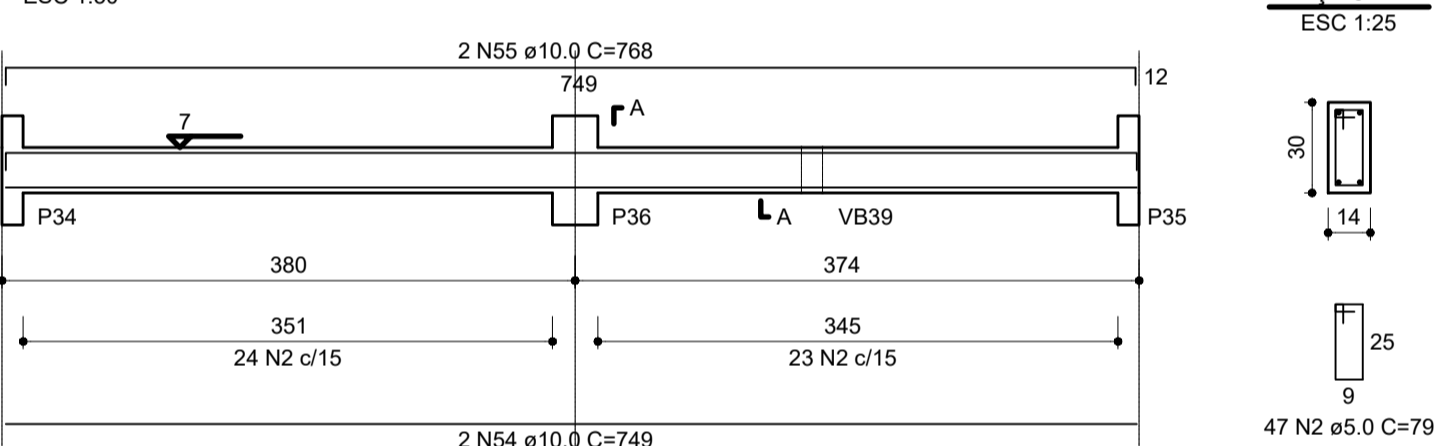 ESC 1:25
2 N55 ø10.0 C=768
749
12
A
7
30
P34
P36
A
VB39
P35
14
380
374
351
345
24 N2 c/15
23 N2 c/15
25
9
47 N2 ø5.0 C=79
2 N54 ø10.0 C=749